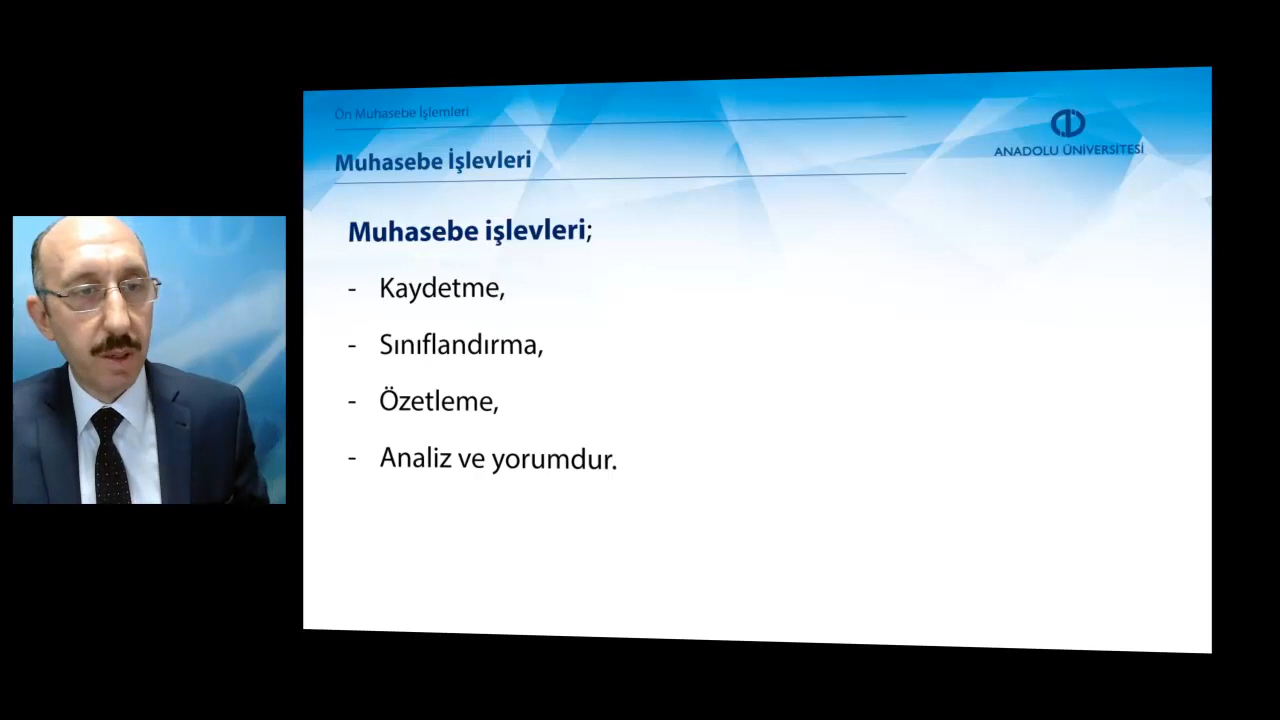 Ön Muhasebe İşlemleri
Muhasebe İşlevleri
ANADOLU ÜNİVERSİTESİ
Muhasebe işlevleri;
- Kaydetme,
- Sınıflandırma,
- Özetleme,
- Analiz ve yorumdur.